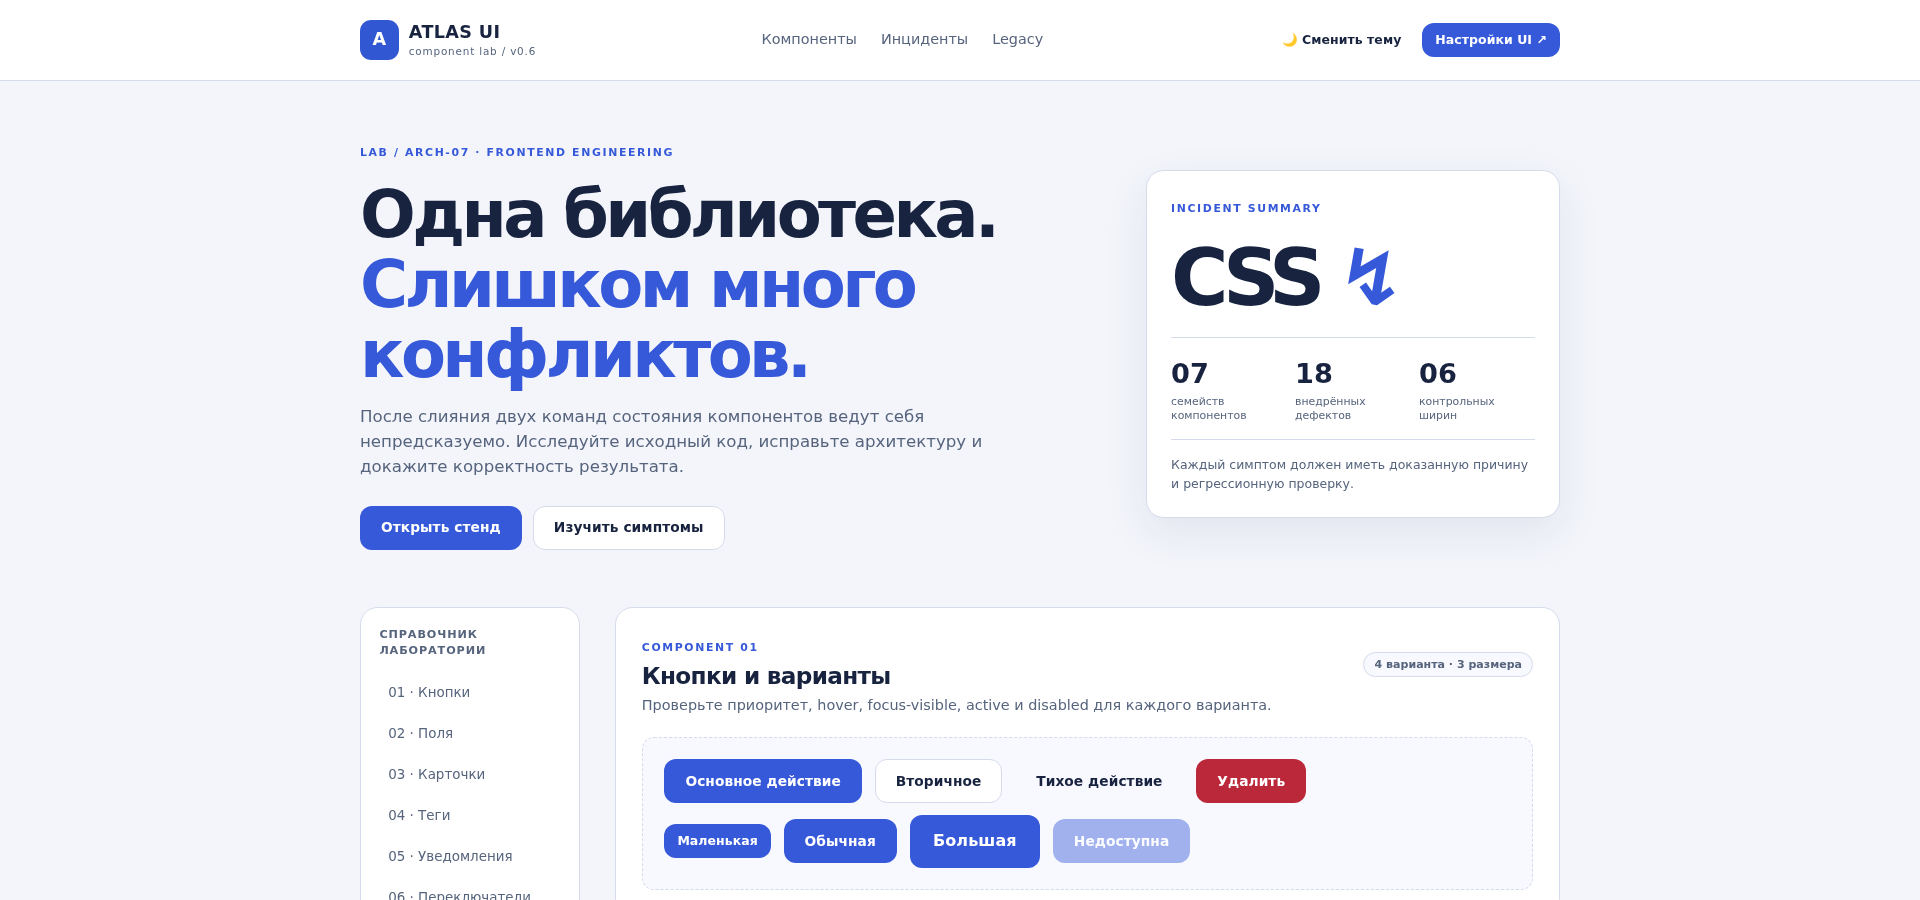 A
ATLAS UI
component lab / v0.6
Компоненты
Инциденты
Legacy
🌙 Сменить тему
Настройки UI ↗
LAB / ARCH-07 · FRONTEND ENGINEERING
Одна библиотека.
Слишком много
конфликтов.
После слияния двух команд состояния компонентов ведут себя
непредсказуемо. Исследуйте исходный код, исправьте архитектуру и
докажите корректность результата.
Открыть стенд
Изучить симптомы
INCIDENT SUMMARY
CSS ↯
07
семейств
компонентов
18
внедрённых
дефектов
06
контрольных
ширин
Каждый симптом должен иметь доказанную причину
и регрессионную проверку.
СПРАВОЧНИК
ЛАБОРАТОРИИ
01 · Кнопки
02 · Поля
03 · Карточки
04 · Теги
05 · Уведомления
06 · Переключатели
COMPONENT 01
Кнопки и варианты
Проверьте приоритет, hover, focus-visible, active и disabled для каждого варианта.
4 варианта · 3 размера
Основное действие
Вторичное
Тихое действие
Удалить
Маленькая
Обычная
Большая
Недоступна